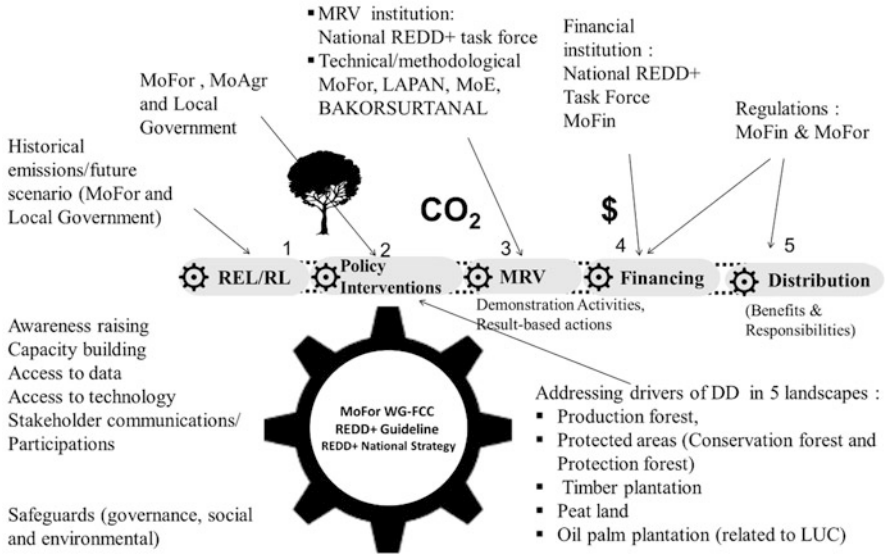 ▪ MRV institution:
National REDD+ task force
▪ Technical/methodological
MoFor, LAPAN, MoE,
BAKORSURTANAL
Financial
institution :
National REDD+
Task Force
MoFin
Regulations :
MoFin & MoFor
MoFor , MoAgr
and Local
Government
Historical
emissions/future
scenario (MoFor and
Local Government)
CO2
$
1
2
3
4
5
REL/RL
Policy
Interventions
MRV
Financing
Distribution
Demonstration Activities,
Result-based actions
(Benefits &
Responsibilities)
Awareness raising
Capacity building
Access to data
Access to technology
Stakeholder communications/
Participations
Safeguards (governance, social
and environmental)
MoFor WG-FCC
REDD+ Guideline
REDD+ National Strategy
Addressing drivers of DD in 5 landscapes :
▪ Production forest,
▪ Protected areas (Conservation forest and
Protection forest)
▪ Timber plantation
▪ Peat land
▪ Oil palm plantation (related to LUC)